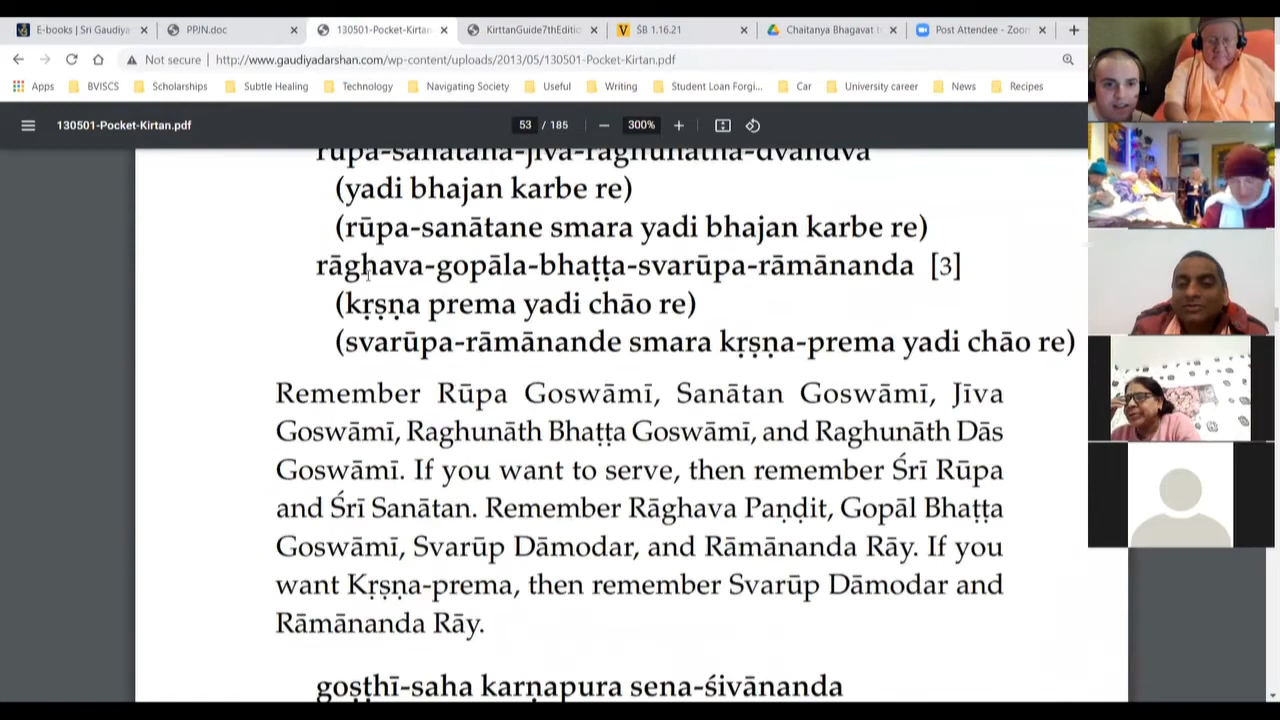 E-books | Sri Gaudiya
PPJN.doc
130501-Pocket-Kirtan
KirttanGuide7thEditi
ŚB 1.16.21
Chaitanya Bhagavat
Post Attendee - Zoom
Not secure | http://www.gaudiyadarshan.com/wp-content/uploads/2013/05/130501-Pocket-Kirtan.pdf
Apps BVISCS Scholarships Subtle Healing Technology Navigating Society Useful Writing Student Loan Forgi... Car University career News Recipes
130501-Pocket-Kirtan.pdf 53 / 185 — 300% +
rūpa-sanātana-jīva-raghunātha-dvandva
(yadi bhajan karbe re)
(rūpa-sanātane smara yadi bhajan karbe re)
rāghava-gopāla-bhaṭṭa-svarūpa-rāmānanda [3]
(kṛṣṇa prema yadi chāo re)
(svarūpa-rāmānande smara kṛṣṇa-prema yadi chāo re)
Remember Rūpa Goswāmī, Sanātan Goswāmī, Jīva
Goswāmī, Raghunāth Bhaṭṭa Goswāmī, and Raghunāth Dās
Goswāmī. If you want to serve, then remember Śrī Rūpa
and Śrī Sanātan. Remember Rāghava Paṇḍit, Gopāl Bhaṭṭa
Goswāmī, Svarūp Dāmodar, and Rāmānanda Rāy. If you
want Kṛṣṇa-prema, then remember Svarūp Dāmodar and
Rāmānanda Rāy.
goṣṭhī-saha karṇapura sena-śivānanda